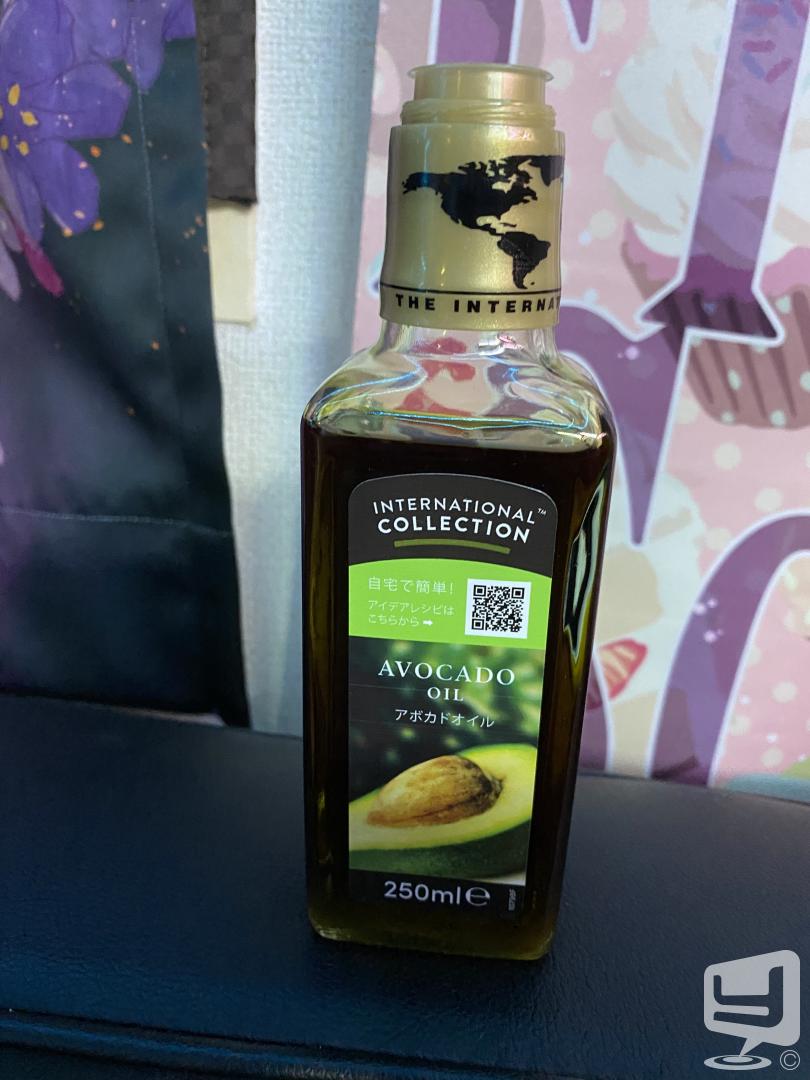 THE INTERNA
INTERNATIONAL™
COLLECTION
自宅で簡単!
アイデアレシピは
こちらから ➡
AVOCADO
OIL
アボカドオイル
250ml ℮